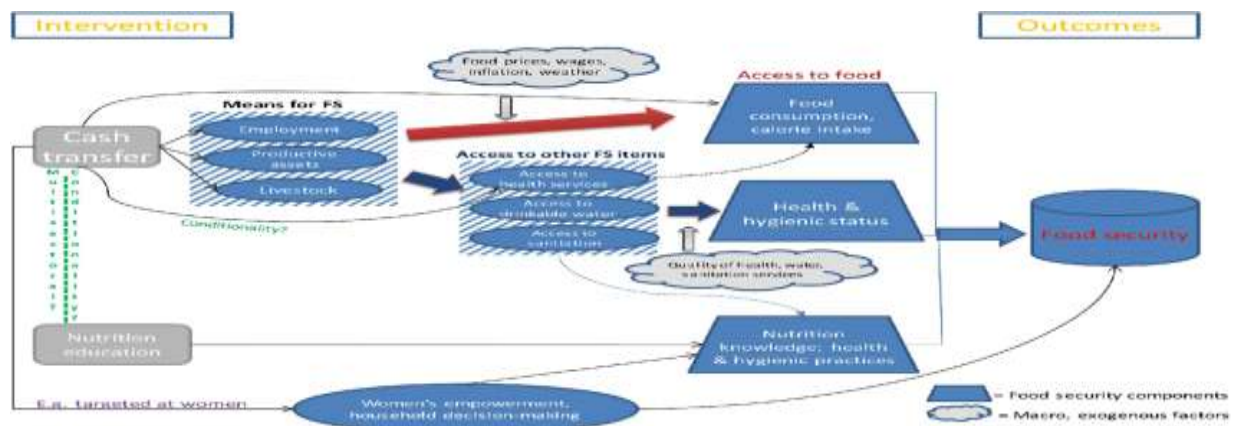 Intervention
Outcomes
Food prices, wages,
inflation, weather
Access to food
Means for FS
Food
consumption,
calorie intake
Cash
transfer
Employment
Productive
assets
Livestock
Access to other FS items
Access to
health services
Access to
drinkable water
Access to
sanitation
Conditionality?
Health &
hygienic status
Food security
Quality of health, water,
sanitation services
Multisectoral?
Conditionality?
Nutrition
education
Nutrition
knowledge; health
& hygienic practices
E.g. targeted at women
Women's empowerment,
household decision-making
= Food security components
= Macro, exogenous factors